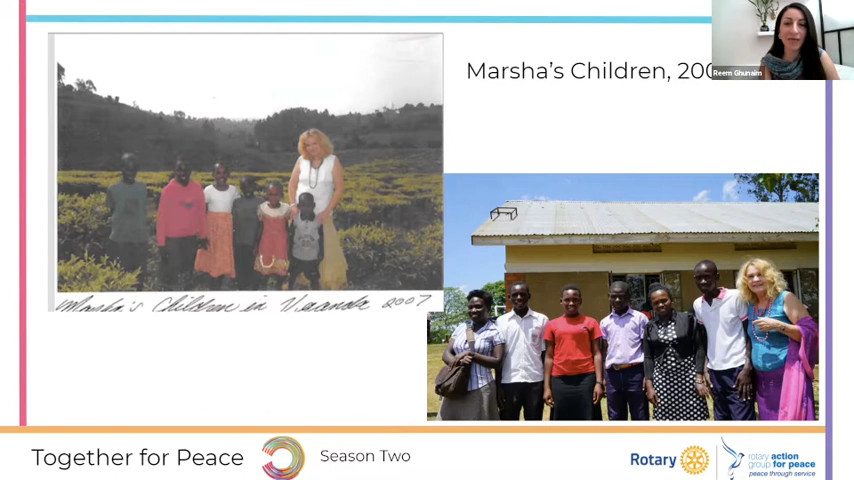 Marsha's Children, 200
Reem Ghunaim
Marsha's Children in Uganda 2007
Together for Peace
Season Two
Rotary
rotary action
group for peace
peace through service